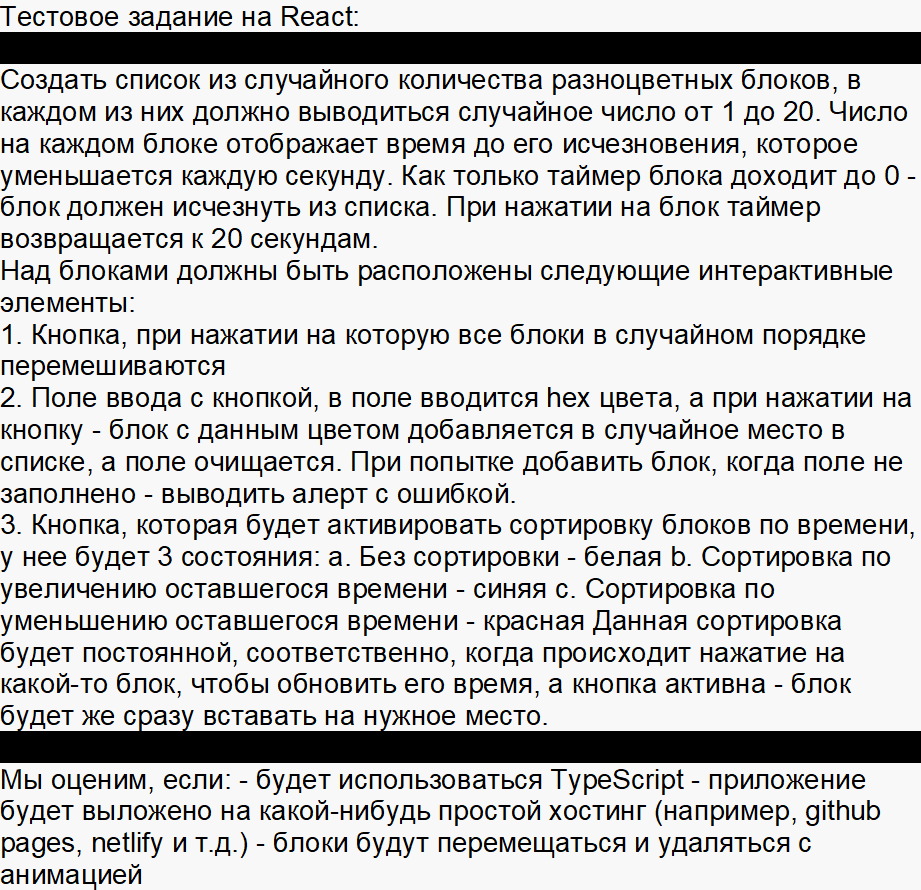 Тестовое задание на React:
Создать список из случайного количества разноцветных блоков, в
каждом из них должно выводиться случайное число от 1 до 20. Число
на каждом блоке отображает время до его исчезновения, которое
уменьшается каждую секунду. Как только таймер блока доходит до 0 -
блок должен исчезнуть из списка. При нажатии на блок таймер
возвращается к 20 секундам.
Над блоками должны быть расположены следующие интерактивные
элементы:
1. Кнопка, при нажатии на которую все блоки в случайном порядке
перемешиваются
2. Поле ввода с кнопкой, в поле вводится hex цвета, а при нажатии на
кнопку - блок с данным цветом добавляется в случайное место в
списке, а поле очищается. При попытке добавить блок, когда поле не
заполнено - выводить алерт с ошибкой.
3. Кнопка, которая будет активировать сортировку блоков по времени,
у нее будет 3 состояния: a. Без сортировки - белая b. Сортировка по
увеличению оставшегося времени - синяя c. Сортировка по
уменьшению оставшегося времени - красная Данная сортировка
будет постоянной, соответственно, когда происходит нажатие на
какой-то блок, чтобы обновить его время, а кнопка активна - блок
будет же сразу вставать на нужное место.
Мы оценим, если: - будет использоваться TypeScript - приложение
будет выложено на какой-нибудь простой хостинг (например, github
pages, netlify и т.д.) - блоки будут перемещаться и удаляться с
анимацией